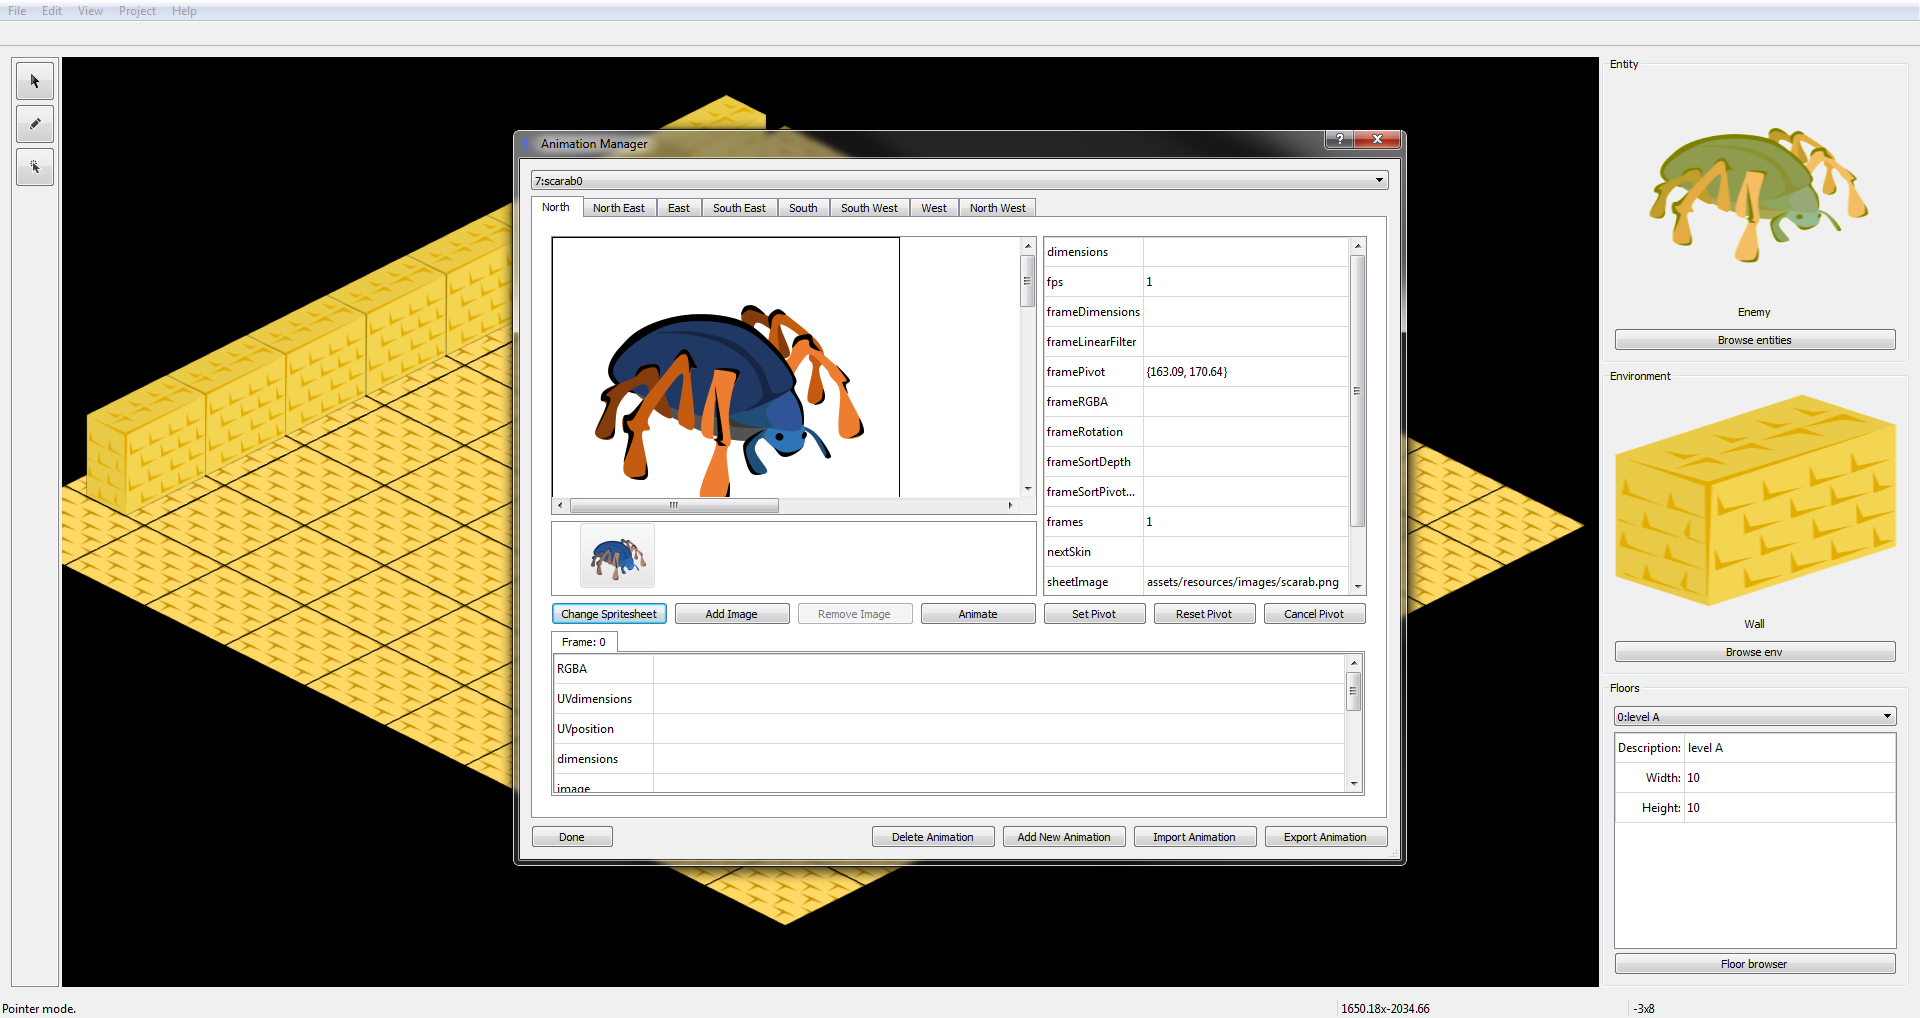 File Edit View Project Help
Entity
Animation Manager
?
7:scarab0
North North East East South East South South West West North West
dimensions
fps 1
frameDimensions
frameLinearFilter
framePivot {163.09, 170.64}
frameRGBA
frameRotation
frameSortDepth
frameSortPivot...
frames 1
nextSkin
sheetImage assets/resources/images/scarab.png
Change Spritesheet Add Image Remove Image Animate Set Pivot Reset Pivot Cancel Pivot
Frame: 0
RGBA
UVdimensions
UVposition
dimensions
image
Done Delete Animation Add New Animation Import Animation Export Animation
Enemy
Browse entities
Environment
Wall
Browse env
Floors
0:level A
Description: level A
Width: 10
Height: 10
Floor browser
Pointer mode. 1650.18x-2034.66 -3x8